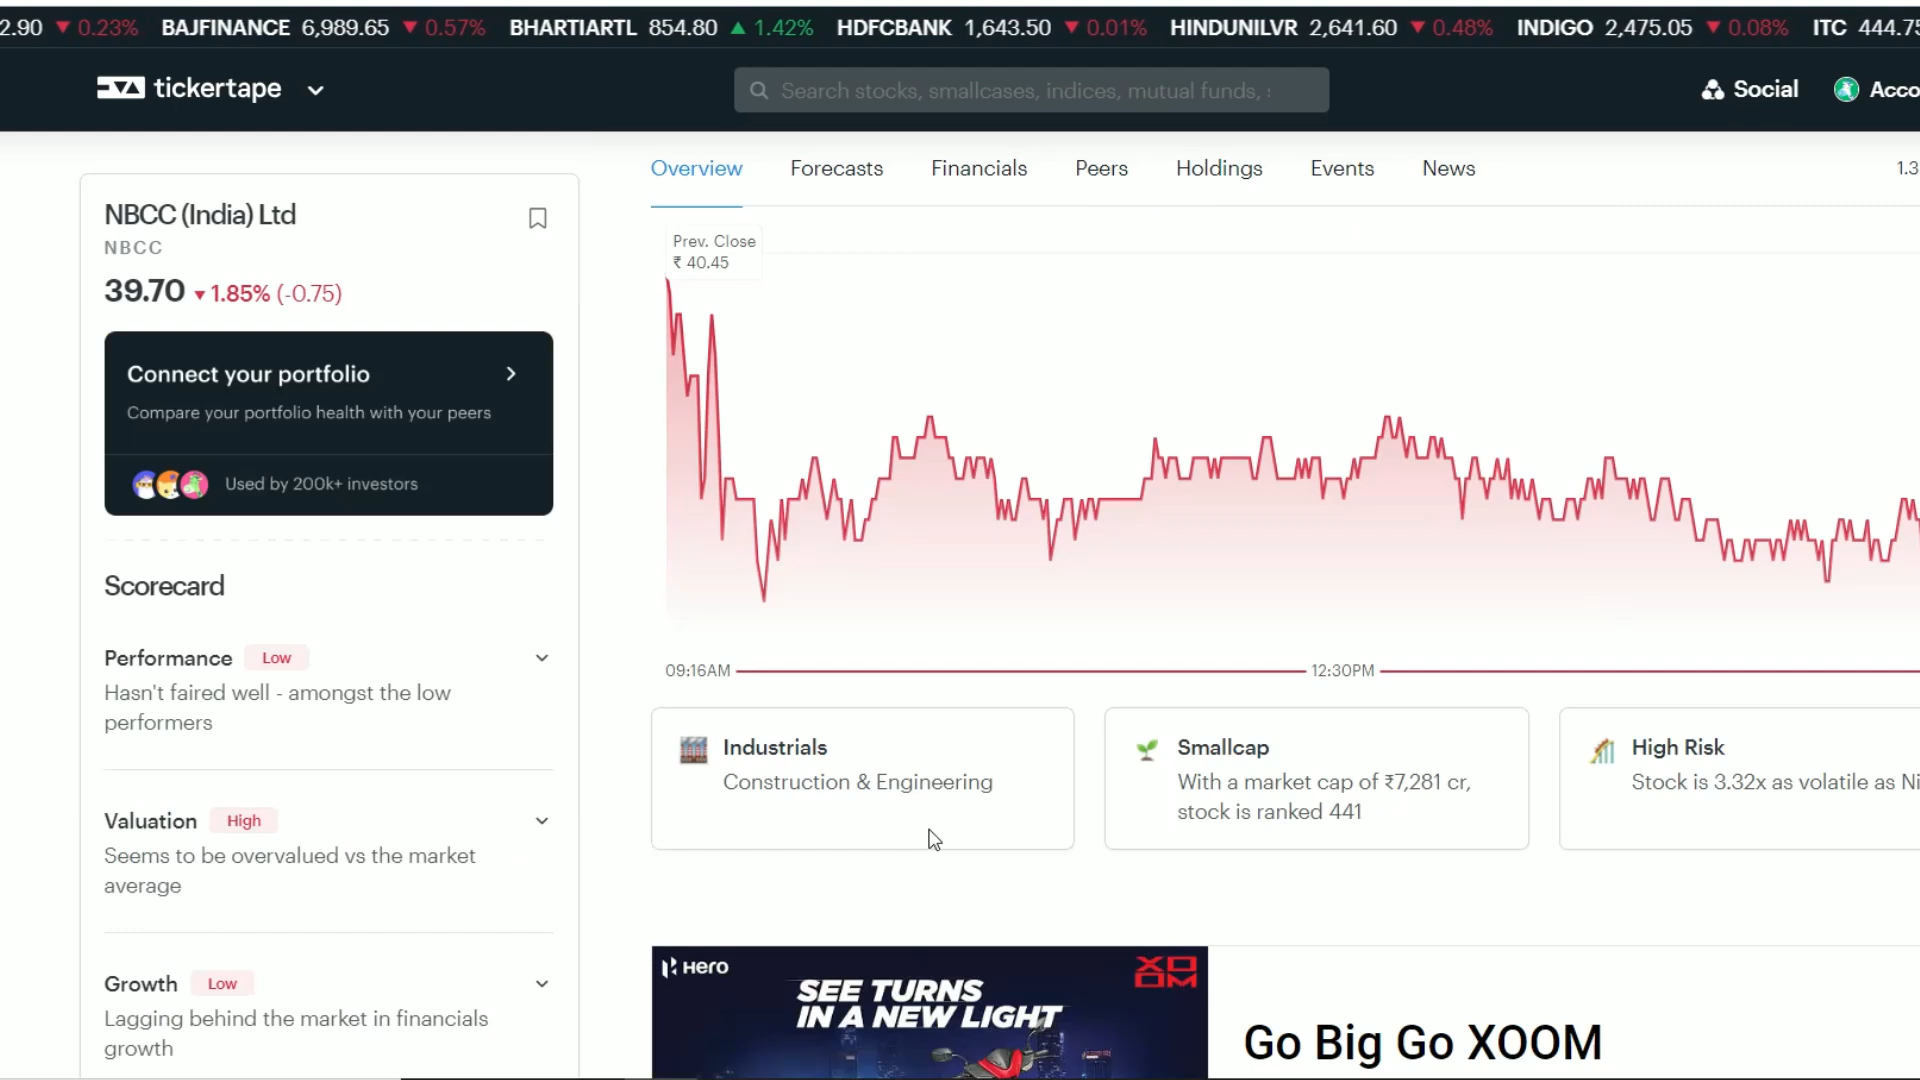 2.90 ▼ 0.23% BAJFINANCE 6,989.65 ▼ 0.57% BHARTIARTL 854.80 ▲ 1.42% HDFCBANK 1,643.50 ▼ 0.01% HINDUNILVR 2,641.60 ▼ 0.48% INDIGO 2,475.05 ▼ 0.08% ITC 444.75
tickertape
Search stocks, smallcases, indices, mutual funds,
Social
Acco
Overview Forecasts Financials Peers Holdings Events News
1.3
NBCC (India) Ltd
NBCC
39.70 ▼ 1.85% (-0.75)
Connect your portfolio
Compare your portfolio health with your peers
Used by 200k+ investors
Scorecard
Performance Low
Hasn't faired well - amongst the low
performers
Valuation High
Seems to be overvalued vs the market
average
Growth Low
Lagging behind the market in financials
growth
Prev. Close
₹ 40.45
09:16AM
12:30PM
Industrials
Construction & Engineering
Smallcap
With a market cap of ₹7,281 cr,
stock is ranked 441
High Risk
Stock is 3.32x as volatile as Ni
Hero
XOOM
SEE TURNS
IN A NEW LIGHT
Go Big Go XOOM